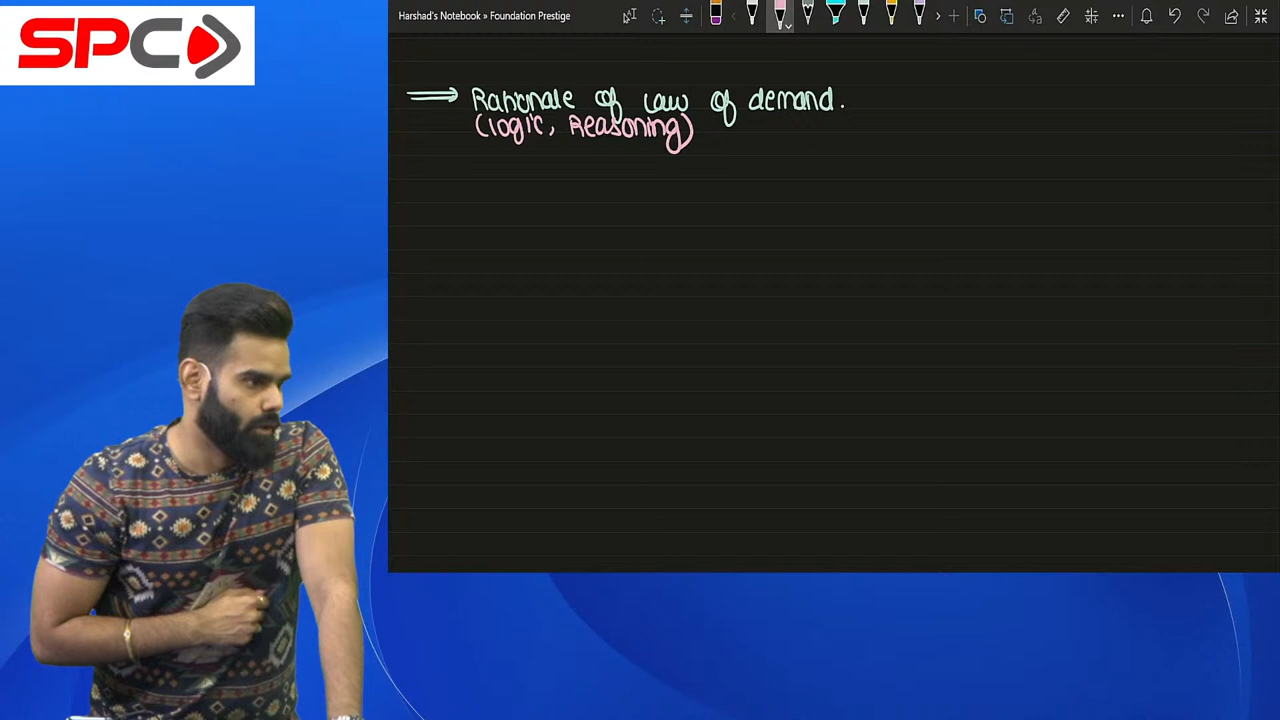 SPC
Harshad's Notebook » Foundation Prestige
⟹ Rationale of Law of demand.
(Logic, Reasoning)